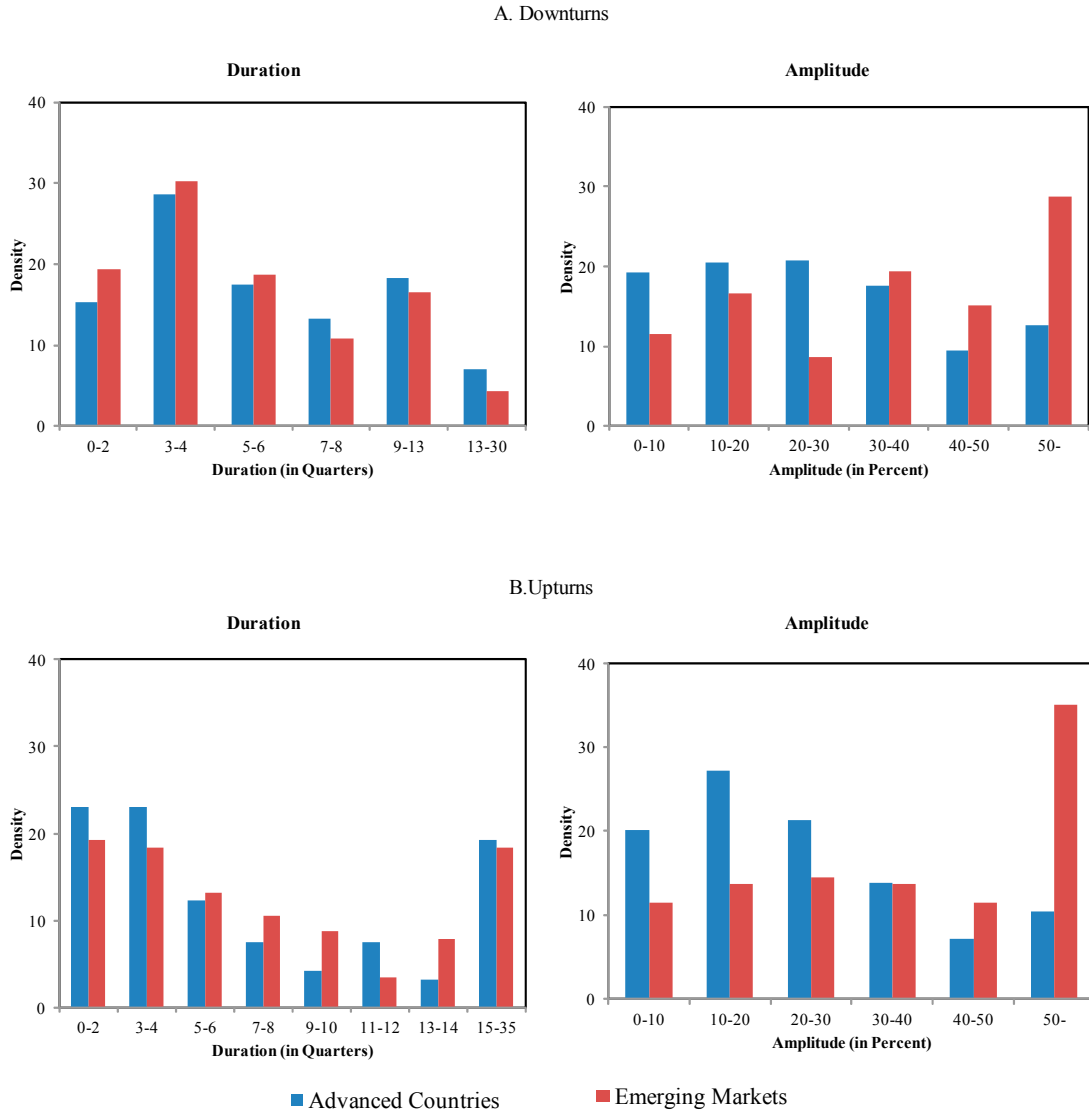 A. Downturns
Duration
40
30
20
10
0
Density
0-2 3-4 5-6 7-8 9-13 13-30
Duration (in Quarters)
Amplitude
40
30
20
10
0
Density
0-10 10-20 20-30 30-40 40-50 50-
Amplitude (in Percent)
B.Upturns
Duration
40
30
20
10
0
Density
0-2 3-4 5-6 7-8 9-10 11-12 13-14 15-35
Duration (in Quarters)
Amplitude
40
30
20
10
0
Density
0-10 10-20 20-30 30-40 40-50 50-
Amplitude (in Percent)
Advanced Countries Emerging Markets